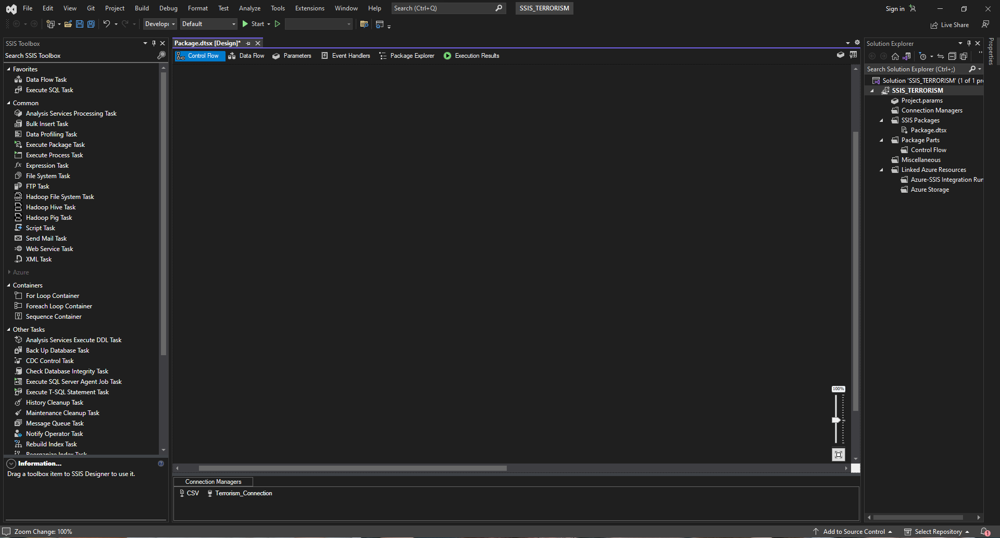 File Edit View Git Project Build Debug Format Test Analyze Tools Extensions Window Help Search (Ctrl+Q) SSIS_TERRORISM Sign in
Develop Default Start Live Share
SSIS Toolbox
Search SSIS Toolbox
Favorites
Data Flow Task
Execute SQL Task
Common
Analysis Services Processing Task
Bulk Insert Task
Data Profiling Task
Execute Package Task
Execute Process Task
Expression Task
File System Task
FTP Task
Hadoop File System Task
Hadoop Hive Task
Hadoop Pig Task
Script Task
Send Mail Task
Web Service Task
XML Task
Azure
Containers
For Loop Container
Foreach Loop Container
Sequence Container
Other Tasks
Analysis Services Execute DDL Task
Back Up Database Task
CDC Control Task
Check Database Integrity Task
Execute SQL Server Agent Job Task
Execute T-SQL Statement Task
History Cleanup Task
Maintenance Cleanup Task
Message Queue Task
Notify Operator Task
Rebuild Index Task
Reorganize Index Task
Information...
Drag a toolbox item to SSIS Designer to use it.
Package.dtsx [Design]*
Control Flow Data Flow Parameters Event Handlers Package Explorer Execution Results
100%
Connection Managers
CSV Terrorism_Connection
Solution Explorer
Search Solution Explorer (Ctrl+;)
Solution 'SSIS_TERRORISM' (1 of 1 pr
SSIS_TERRORISM
Project.params
Connection Managers
SSIS Packages
Package.dtsx
Package Parts
Control Flow
Miscellaneous
Linked Azure Resources
Azure-SSIS Integration Run
Azure Storage
Properties
Zoom Change: 100% Add to Source Control Select Repository 1